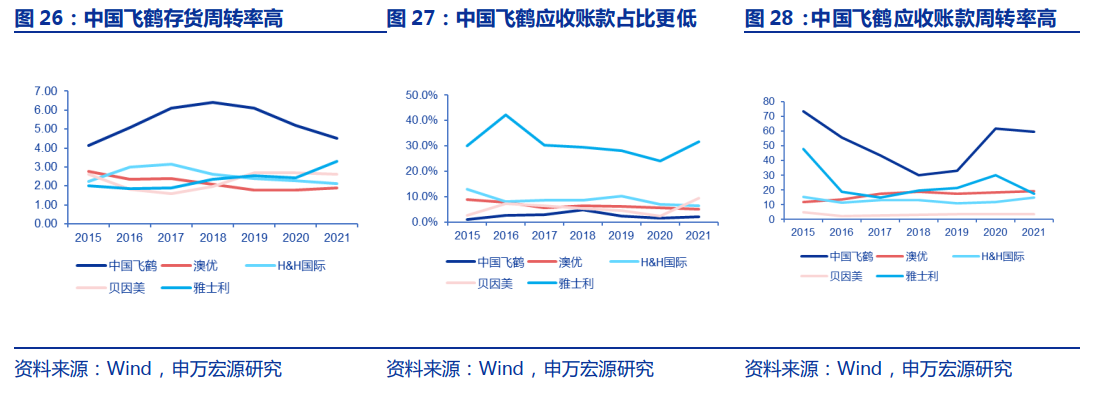 图 26：中国飞鹤存货周转率高
7.00
6.00
5.00
4.00
3.00
2.00
1.00
0.00
2015 2016 2017 2018 2019 2020 2021
中国飞鹤 澳优 H&H国际
贝因美 雅士利
资料来源：Wind，申万宏源研究
图 27：中国飞鹤应收账款占比更低
50.0%
40.0%
30.0%
20.0%
10.0%
0.0%
2015 2016 2017 2018 2019 2020 2021
中国飞鹤 澳优 H&H国际
贝因美 雅士利
资料来源：Wind，申万宏源研究
图 28：中国飞鹤应收账款周转率高
80
70
60
50
40
30
20
10
0
2015 2016 2017 2018 2019 2020 2021
中国飞鹤 澳优 H&H国际
贝因美 雅士利
资料来源：Wind，申万宏源研究